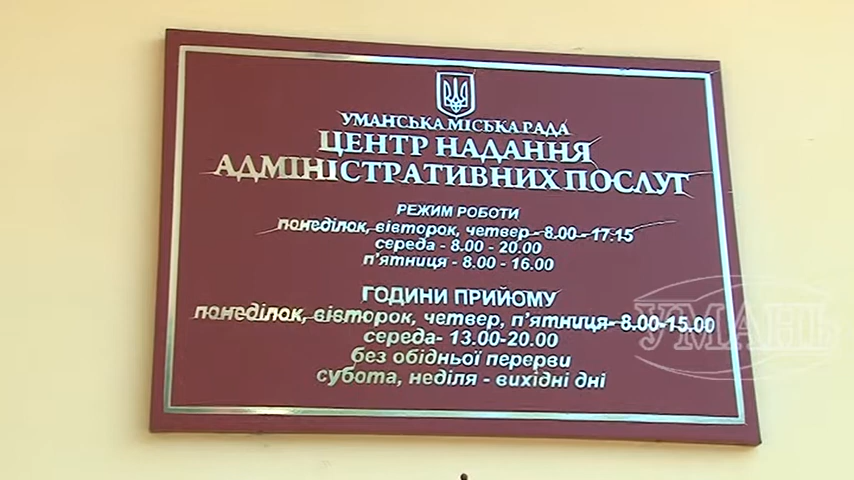 УМАНСЬКА МІСЬКА РАДА
ЦЕНТР НАДАННЯ
АДМІНІСТРАТИВНИХ ПОСЛУГ
РЕЖИМ РОБОТИ
понеділок, вівторок, четвер - 8.00 - 17.15
середа - 8.00 - 20.00
п'ятниця - 8.00 - 16.00
ГОДИНИ ПРИЙОМУ
понеділок, вівторок, четвер, п'ятниця- 8.00-15.00
середа- 13.00-20.00
без обідньої перерви
субота, неділя - вихідні дні
УМАНЬ